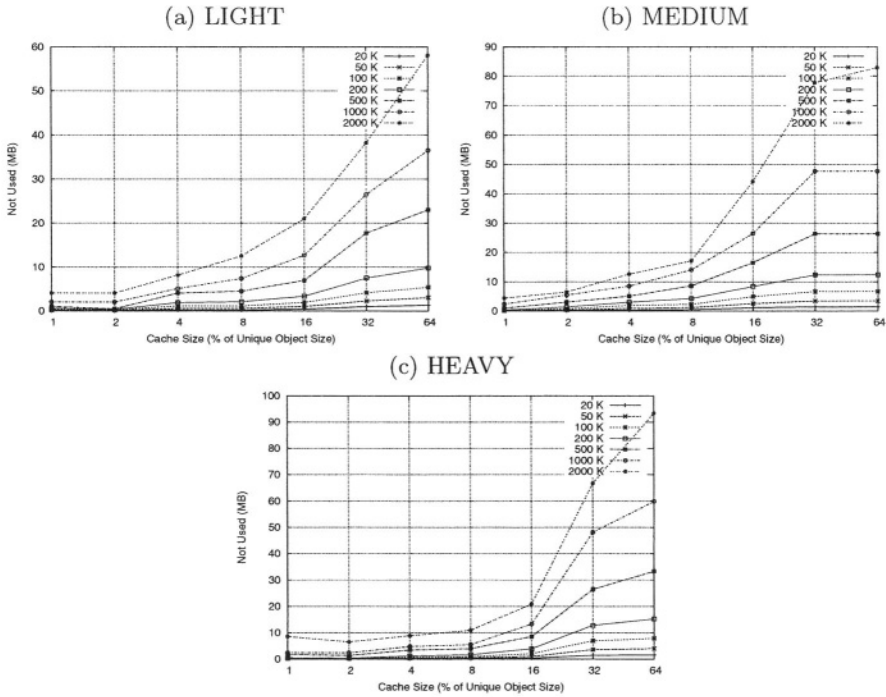 (a) LIGHT
60
50
40
30
20
10
0
Not Used (MB)
20 K
50 K
100 K
200 K
500 K
1000 K
2000 K
1 2 4 8 16 32 64
Cache Size (% of Unique Object Size)
(b) MEDIUM
90
80
70
60
50
40
30
20
10
0
Not Used (MB)
20 K
50 K
100 K
200 K
500 K
1000 K
2000 K
1 2 4 8 16 32 64
Cache Size (% of Unique Object Size)
(c) HEAVY
100
90
80
70
60
50
40
30
20
10
0
Not Used (MB)
20 K
50 K
100 K
200 K
500 K
1000 K
2000 K
1 2 4 8 16 32 64
Cache Size (% of Unique Object Size)